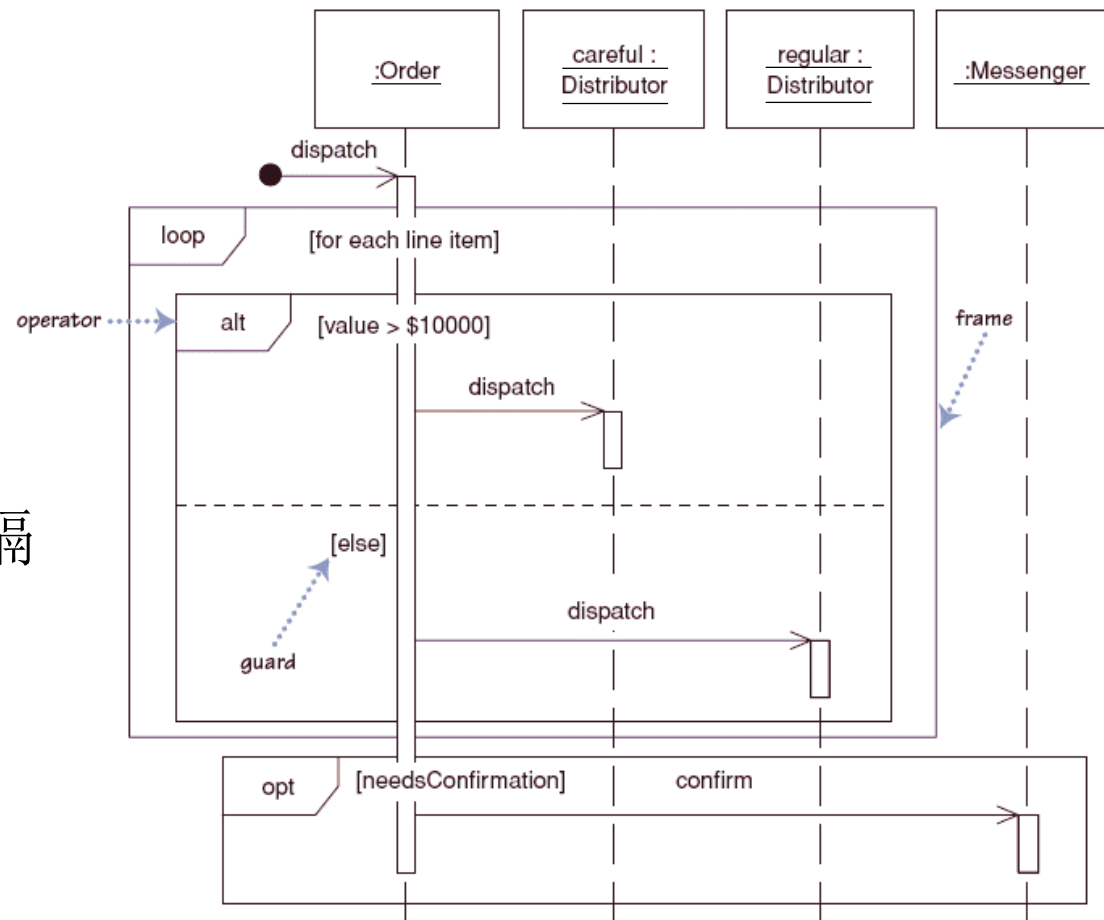 :Order
careful :
Distributor
regular :
Distributor
:Messenger
dispatch
loop
[for each line item]
operator
alt
[value > $10000]
frame
dispatch
隔
[else]
dispatch
guard
opt
[needsConfirmation]
confirm